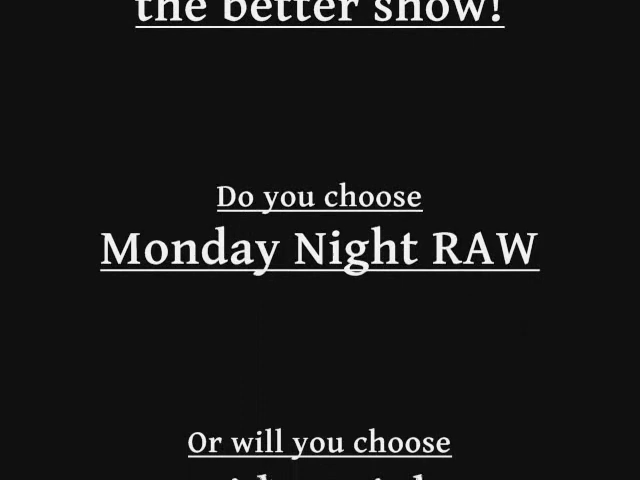 the better show!
Do you choose
Monday Night RAW
Or will you choose